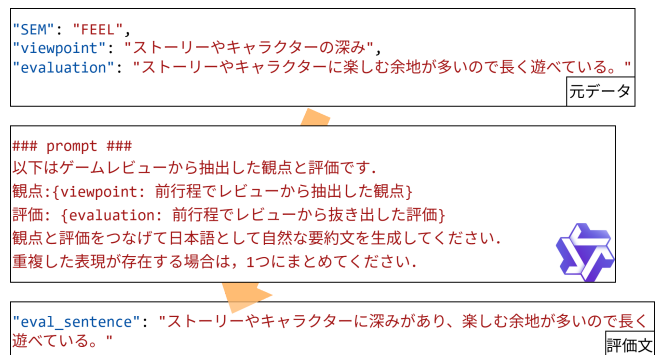 "SEM": "FEEL",
"viewpoint": "ストーリーやキャラクターの深み",
"evaluation": "ストーリーやキャラクターに楽しむ余地が多いので長く遊べている。"
元データ
### prompt ###
以下はゲームレビューから抽出した観点と評価です．
観点:{viewpoint: 前行程でレビューから抽出した観点}
評価: {evaluation: 前行程でレビューから抜き出した評価}
観点と評価をつなげて日本語として自然な要約文を生成してください．
重複した表現が存在する場合は，1つにまとめてください．
"eval_sentence": "ストーリーやキャラクターに深みがあり、楽しむ余地が多いので長く
遊べている。"
評価文